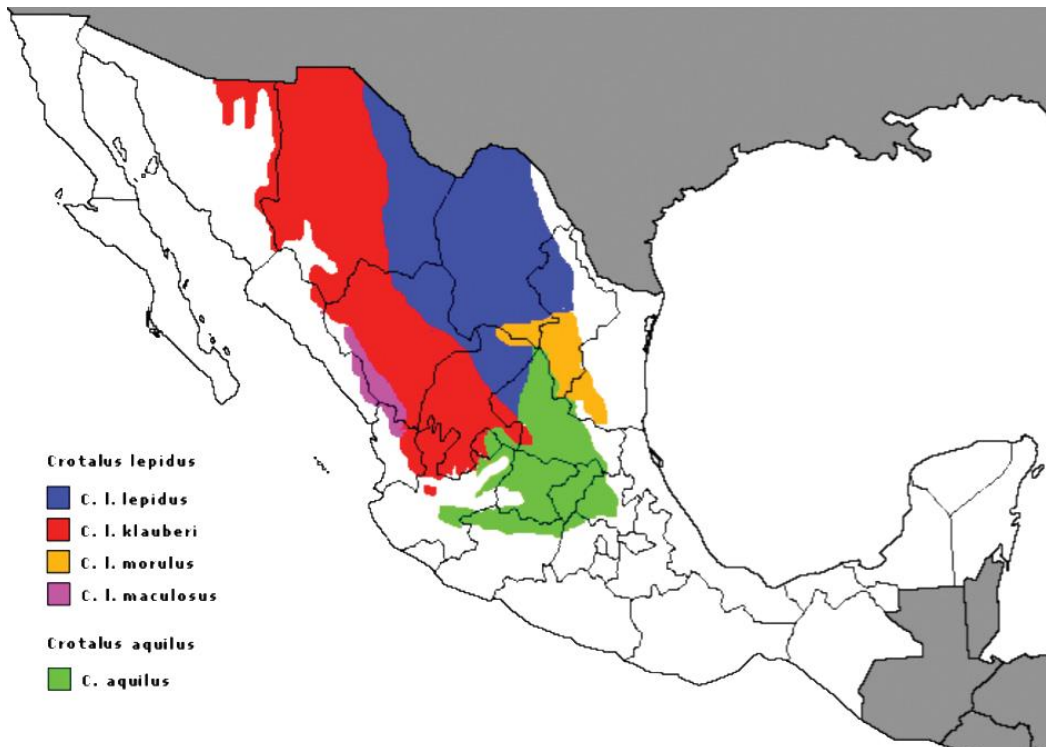 Crotalus lepidus
C. l. lepidus
C. l. klauberi
C. l. morulus
C. l. maculosus
Crotalus aquilus
C. aquilus